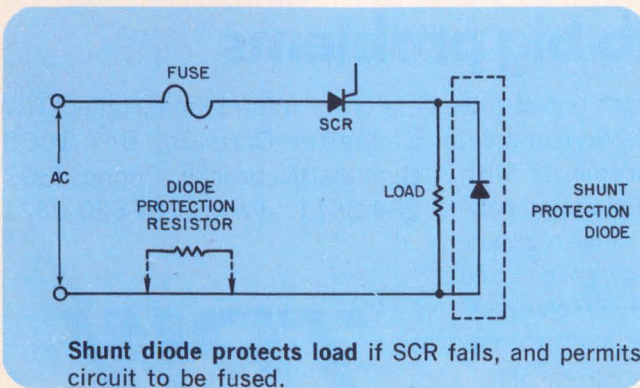 FUSE
SCR
AC
DIODE
PROTECTION
RESISTOR
LOAD
SHUNT
PROTECTION
DIODE
Shunt diode protects load if SCR fails, and permits
circuit to be fused.